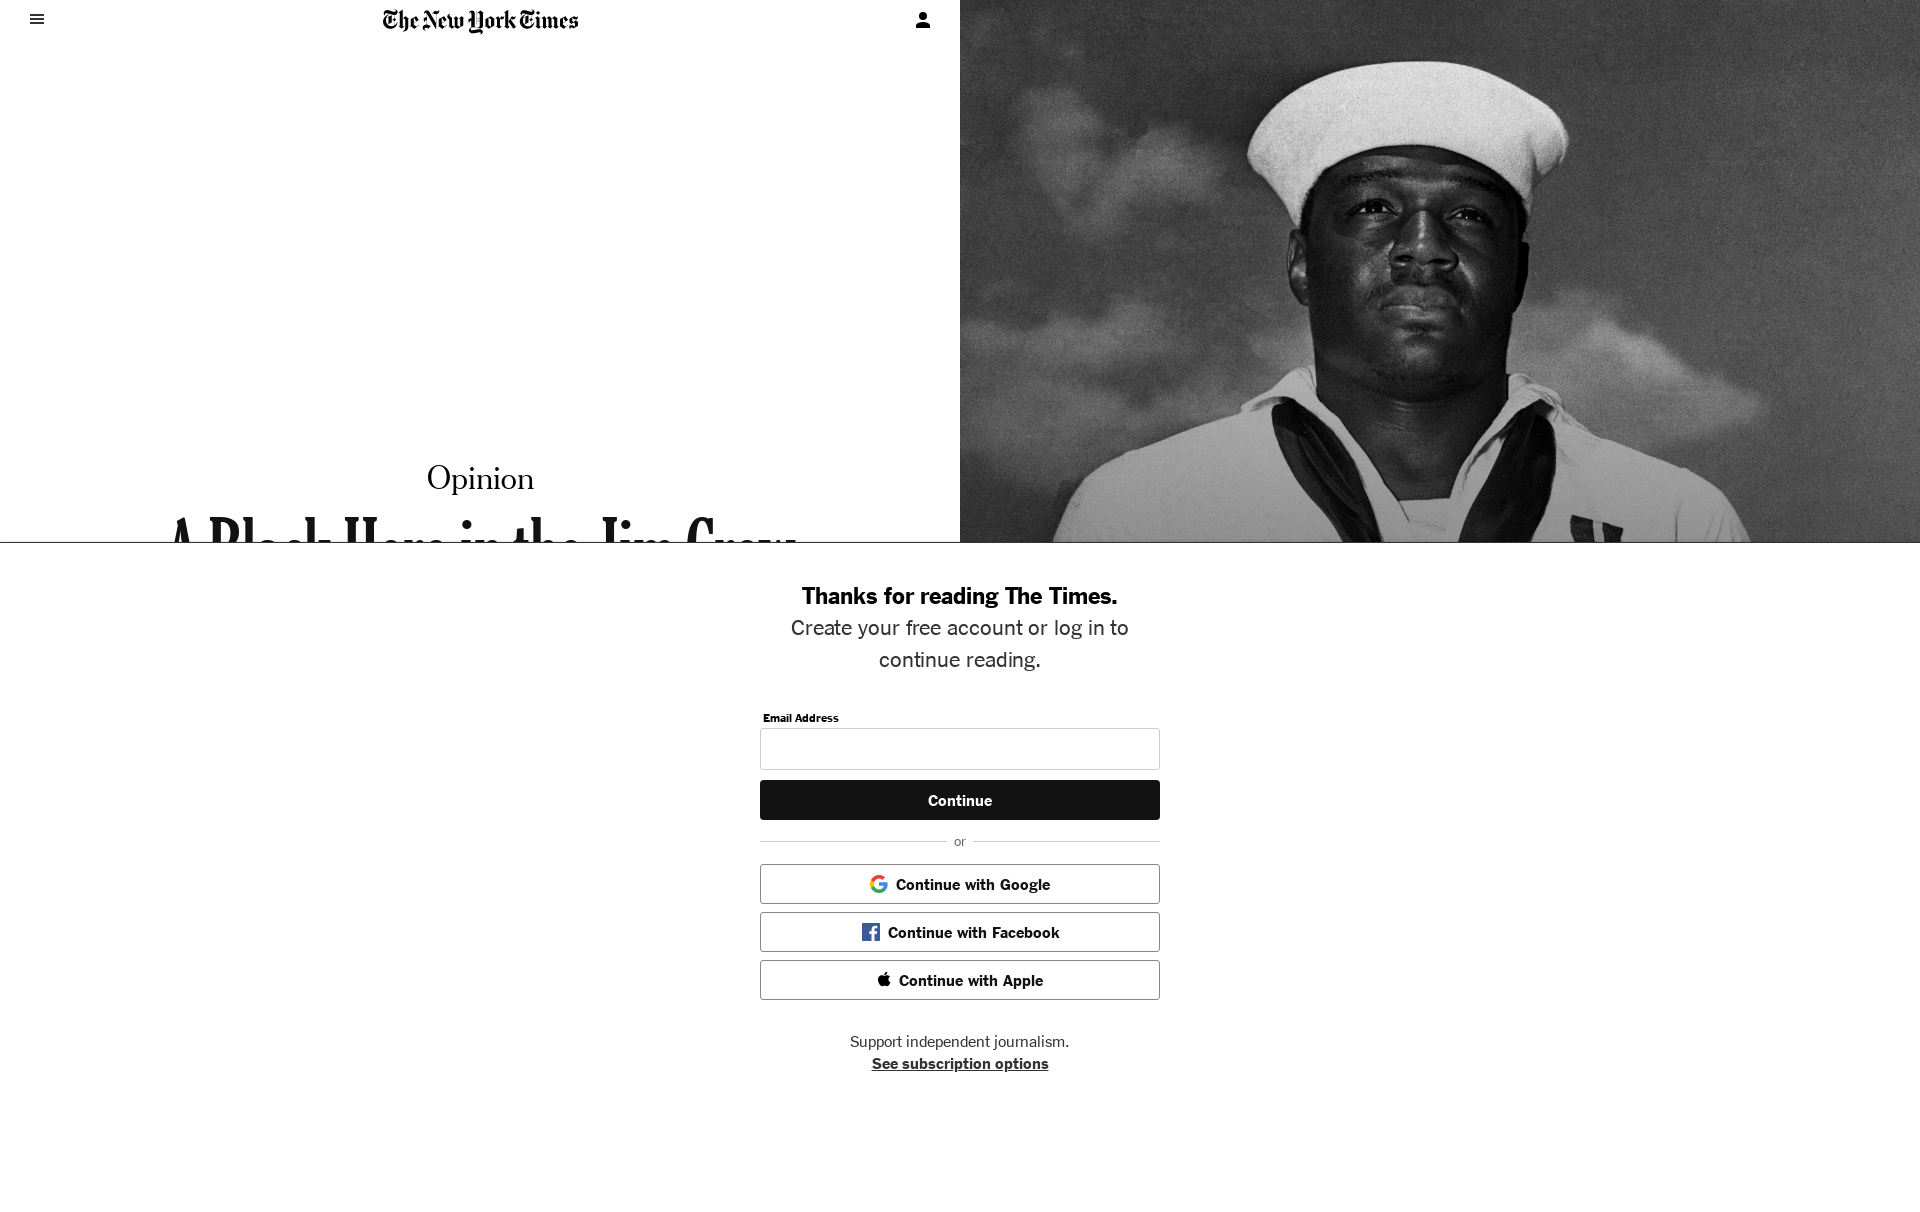 The New York Times
Opinion
A Black Hero in the Jim Crow
Thanks for reading The Times.
Create your free account or log in to
continue reading.
Email Address
Continue
or
Continue with Google
Continue with Facebook
Continue with Apple
Support independent journalism.
See subscription options